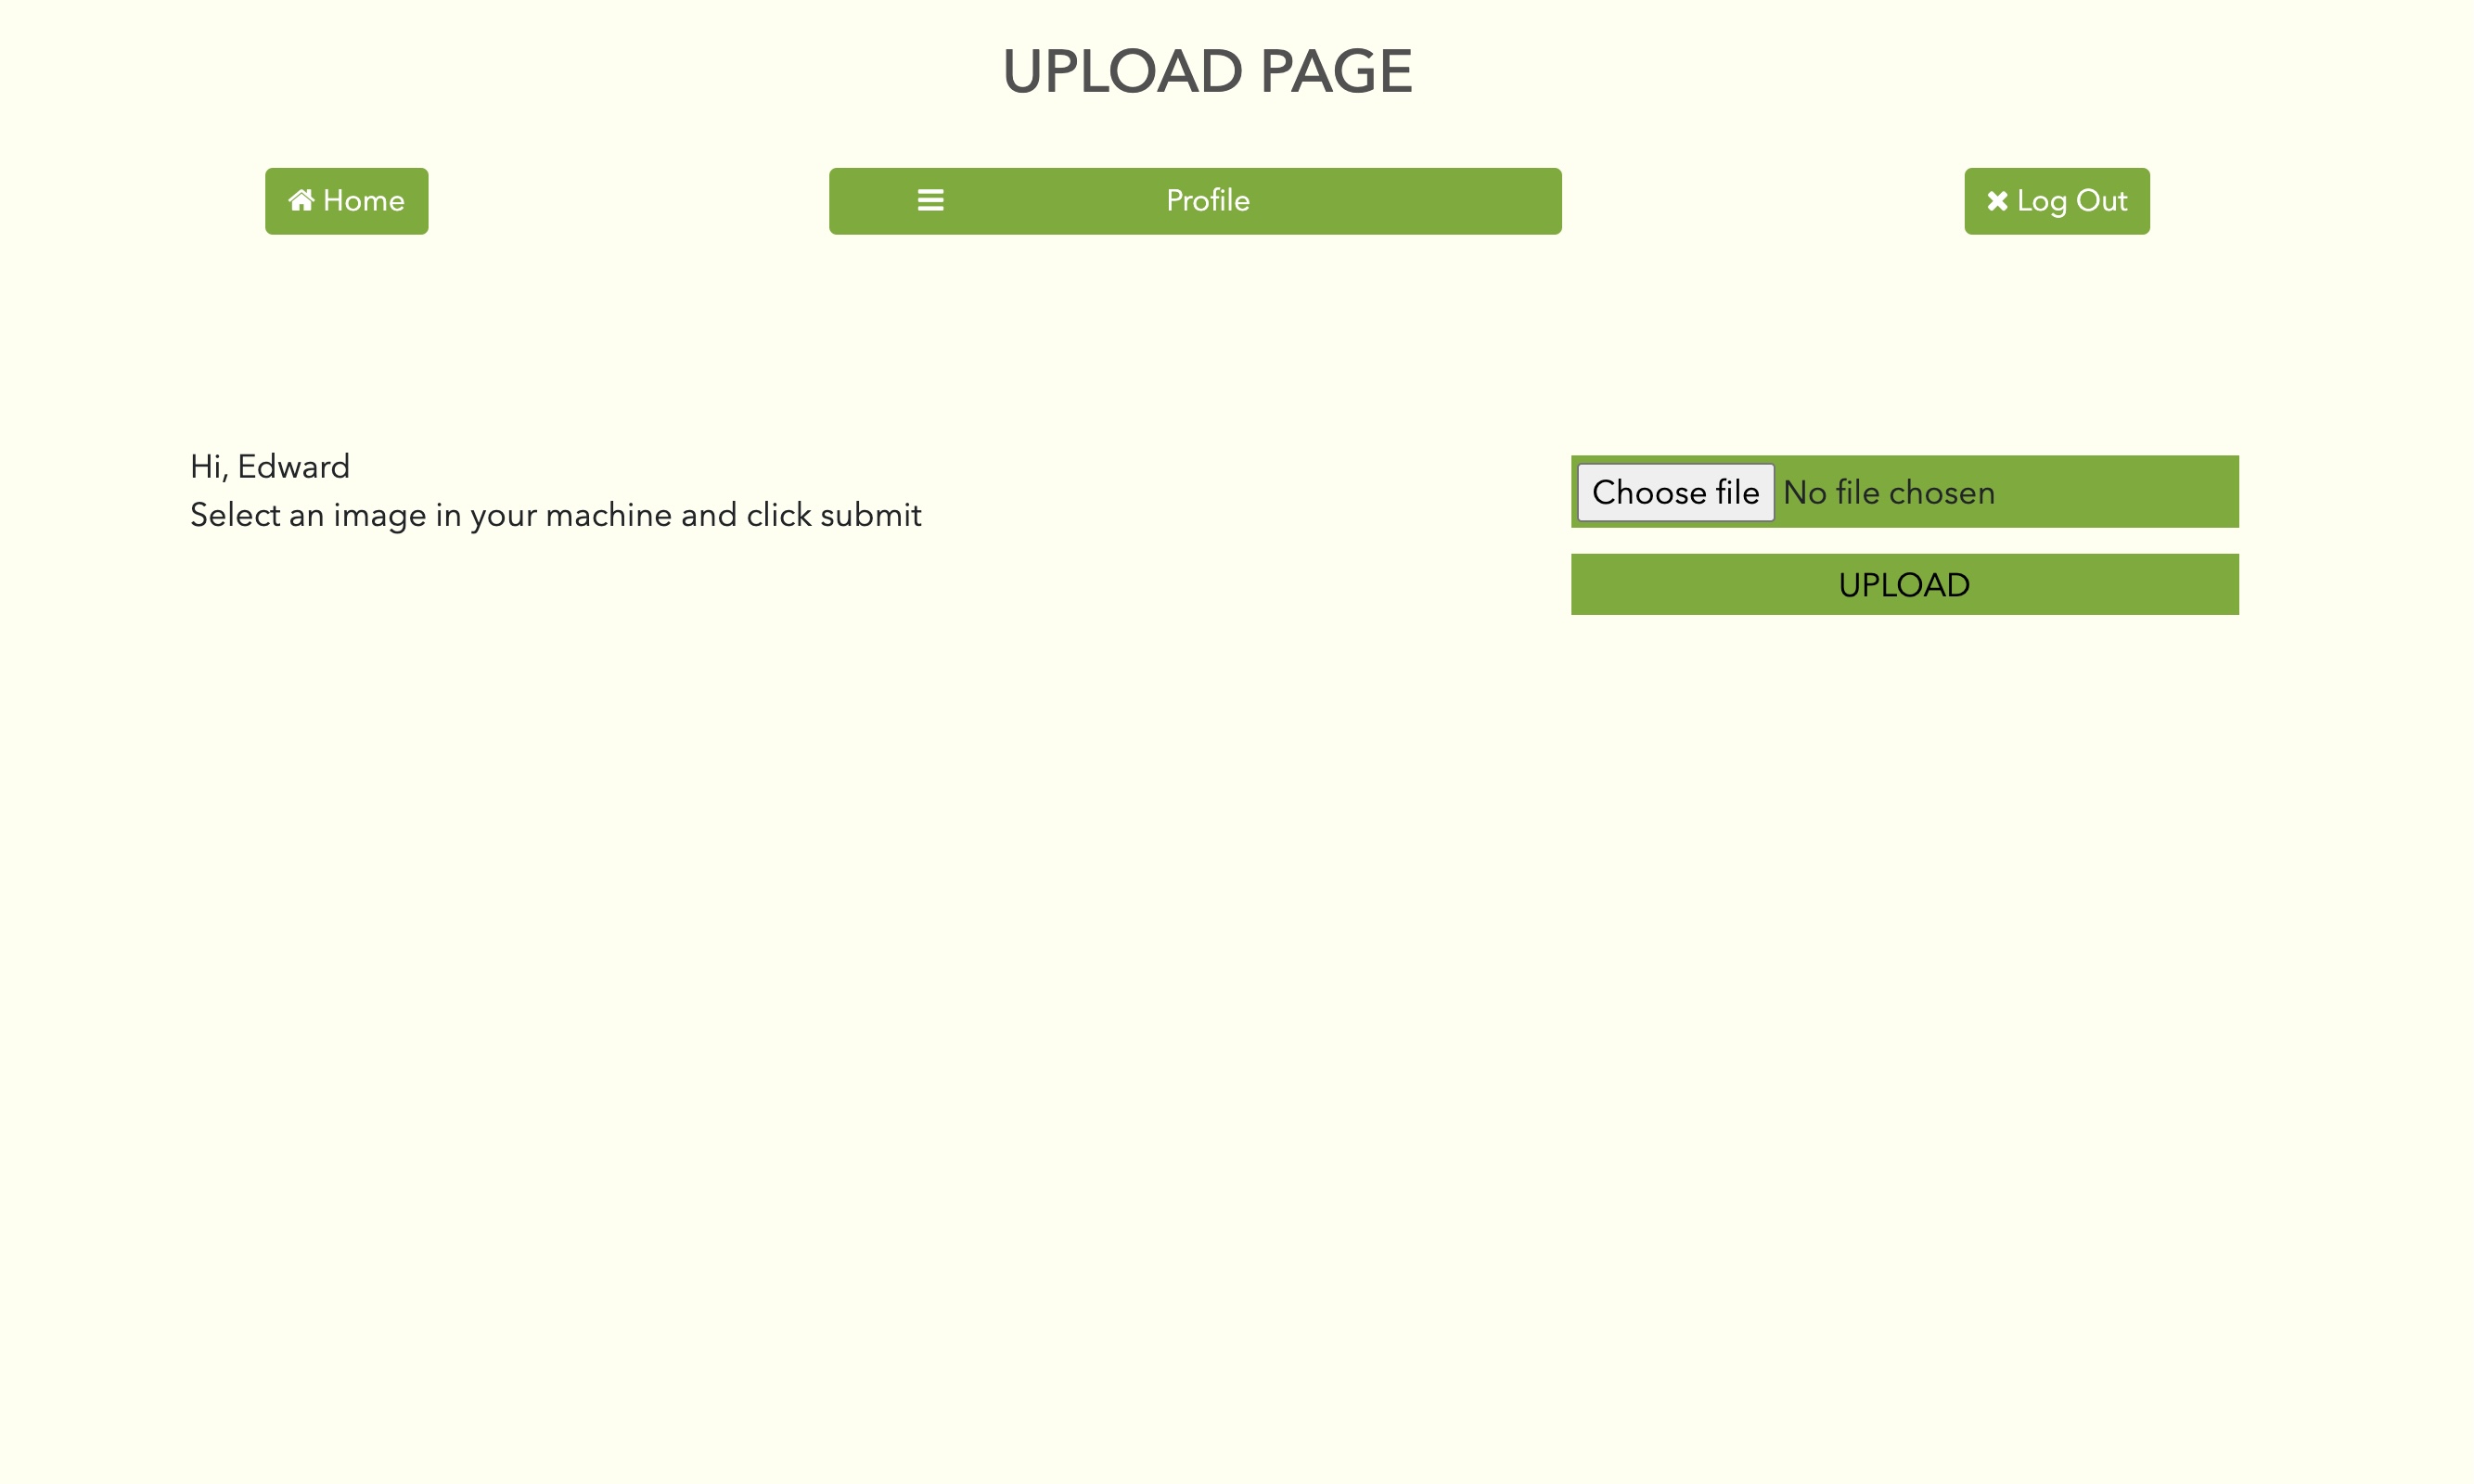 UPLOAD PAGE
Home
Profile
Log Out
Hi, Edward
Select an image in your machine and click submit
Choose file No file chosen
UPLOAD